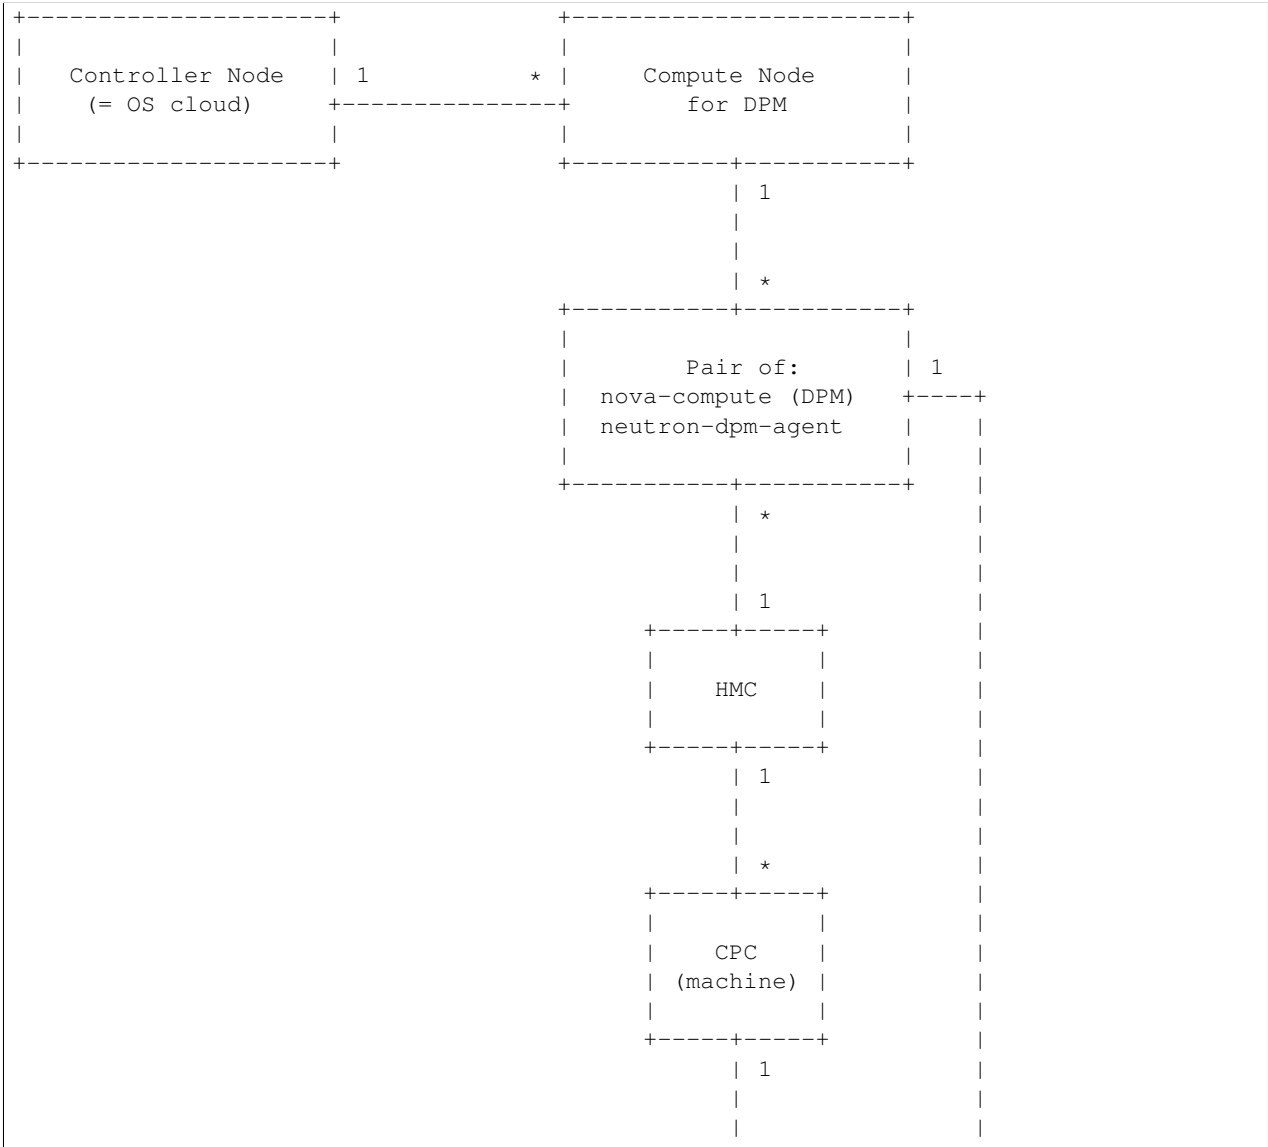 Controller Node 1 * Compute Node
(= OS cloud) for DPM
1
*
Pair of: 1
nova-compute (DPM)
neutron-dpm-agent
*
1
HMC
1
*
CPC
(machine)
1